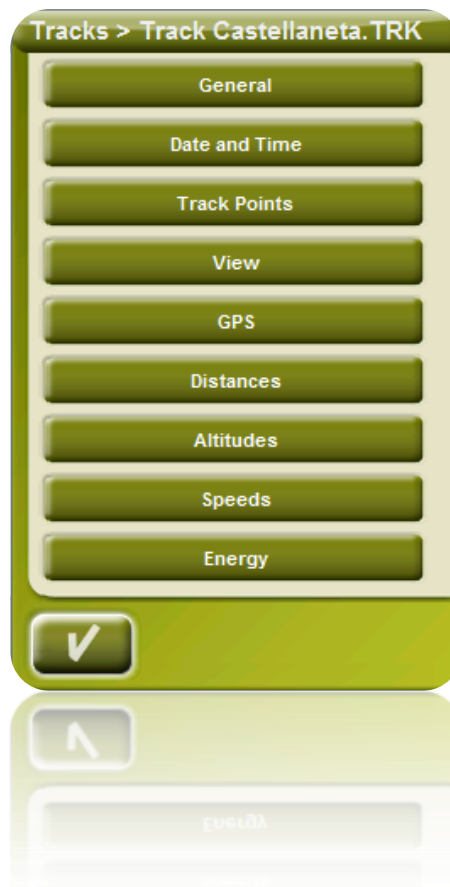 Tracks > Track Castellaneta.TRK
General
Date and Time
Track Points
View
GPS
Distances
Altitudes
Speeds
Energy